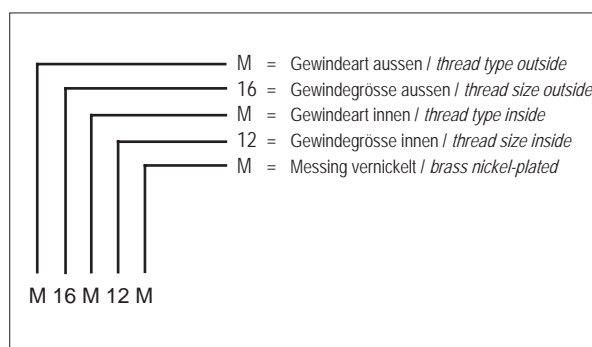 M = Gewindeart aussen / thread type outside
16 = Gewindegrösse aussen / thread size outside
M = Gewindeart innen / thread type inside
12 = Gewindegrösse innen / thread size inside
M = Messing vernickelt / brass nickel-plated
M 16 M 12 M